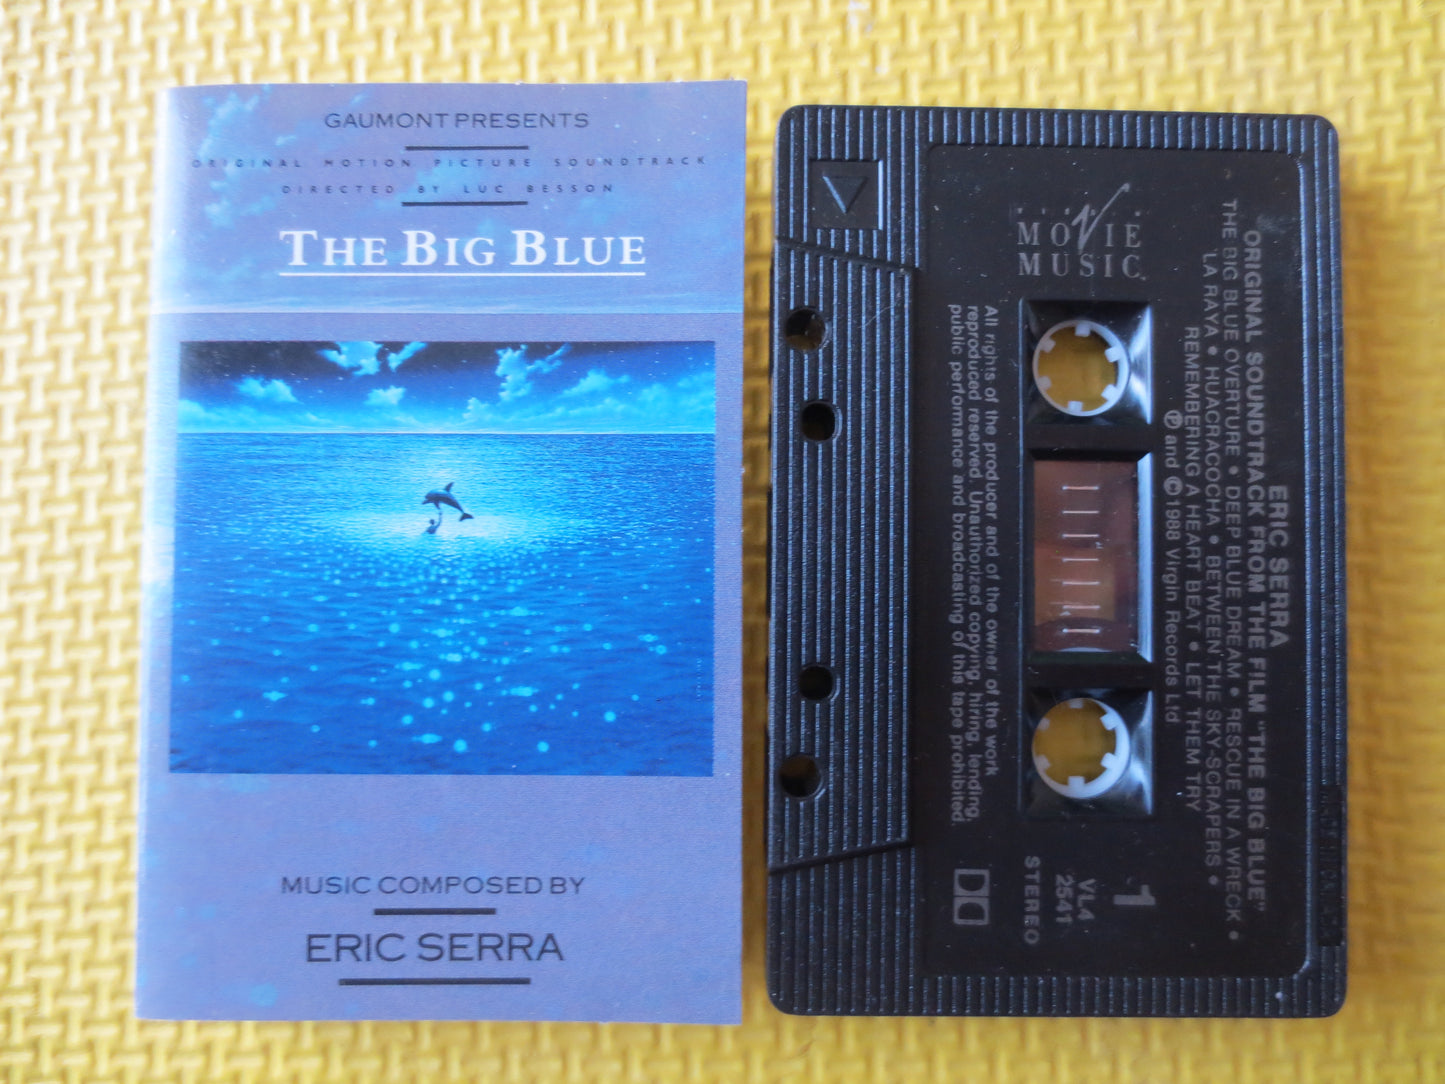 GAUMONT PRESENTS
ORIGINAL MOTION PICTURE SOUNDTRACK
DIRECTED BY LUC BESSON
THE BIG BLUE
MUSIC COMPOSED BY
ERIC SERRA
ERIC SERRA
ORIGINAL SOUNDTRACK FROM THE FILM "THE BIG BLUE"
THE BIG BLUE OVERTURE • DEEP BLUE DREAM • RESCUE IN A WRECK •
LA RAYA • HUACRACOCHA • BETWEEN THE SKY-SCRAPERS •
REMEMBERING A HEART BEAT • LET THEM TRY
℗ and © 1988 Virgin Records Ltd
MOVIE
MUSIC
1
VL4
2541
STEREO
All rights of the producer and of the owner of the work
reproduced reserved. Unauthorized copying, hiring, lending,
public performance and broadcasting of this tape prohibited.